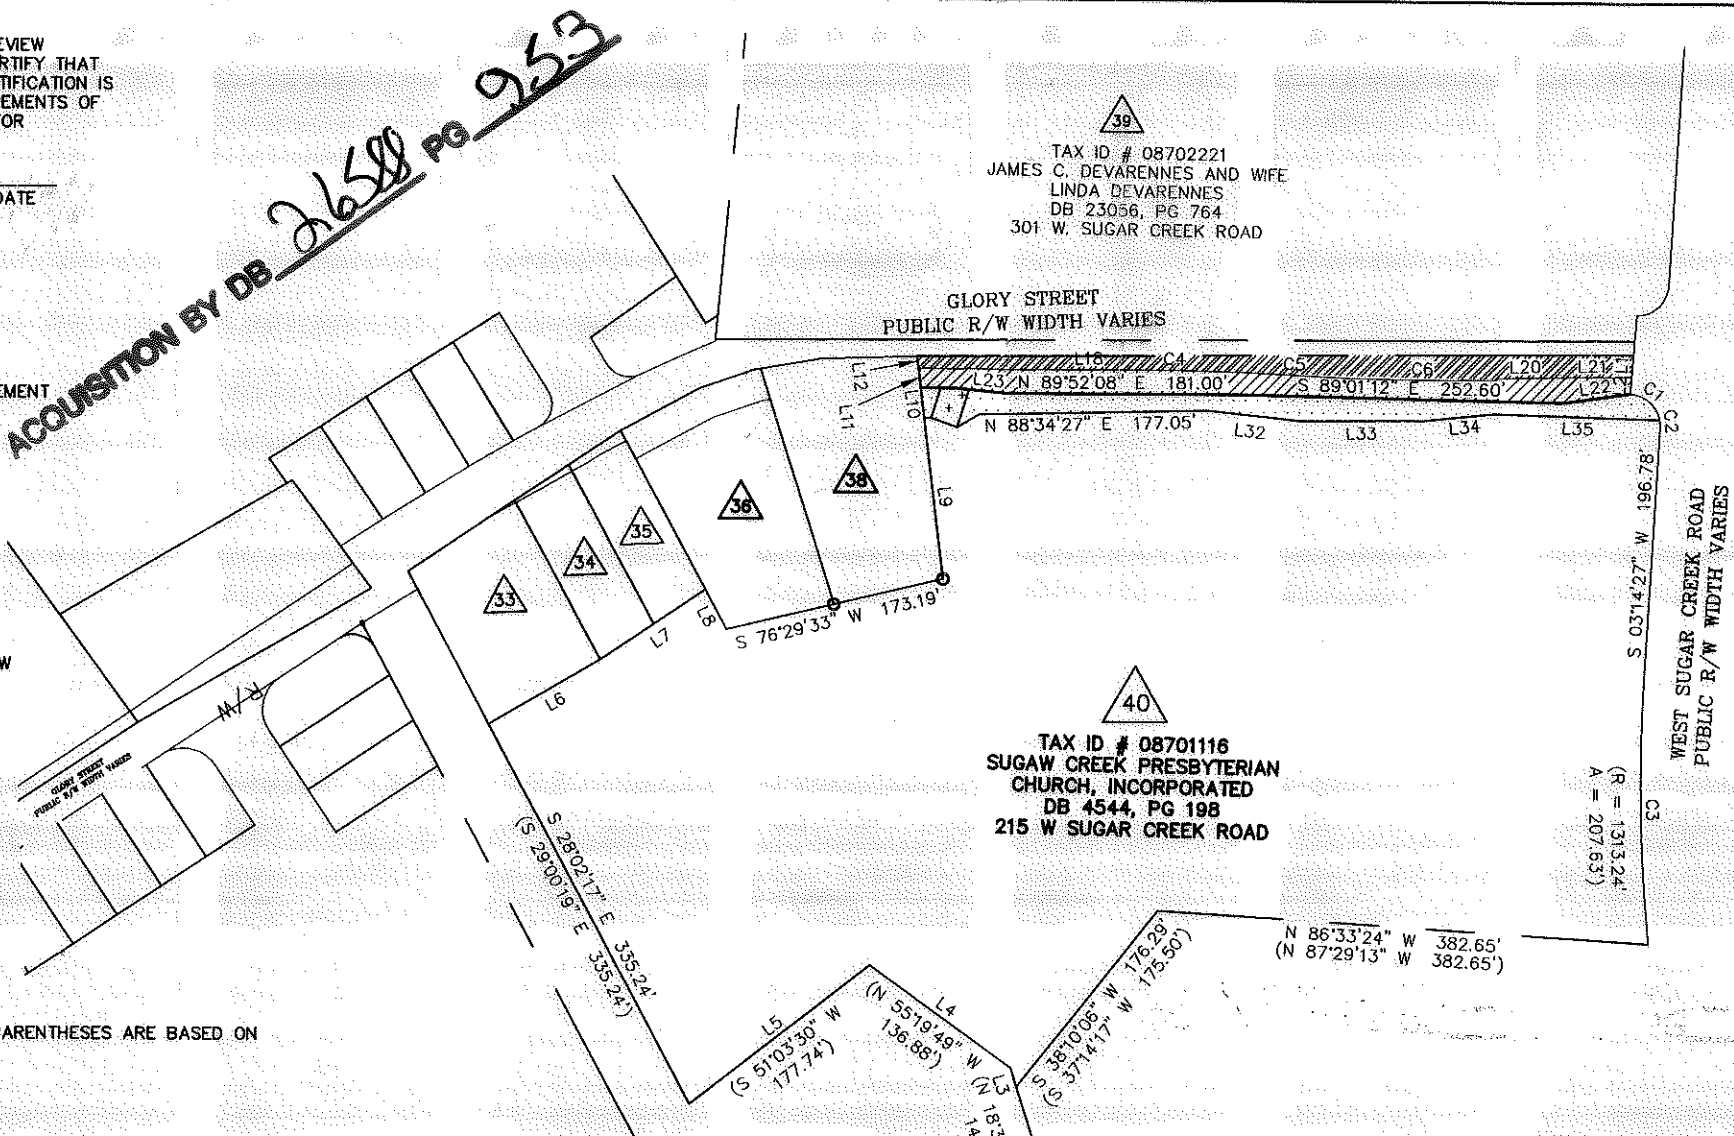 EVIEW
RTIFY THAT
TIFICATION IS
EMENTS OF
OR
DATE
EMENT
W
ARENTHESES ARE BASED ON
ACQUISITION BY DB 26588 PG 953
39
TAX ID # 08702221
JAMES C. DEVARENNES AND WIFE
LINDA DEVARENNES
DB 23056, PG 764
301 W. SUGAR CREEK ROAD
GLORY STREET
PUBLIC R/W WIDTH VARIES
L18
C4
C5
C6
L20
L21
L23
N 89°52'08" E 181.00'
S 89°01'12" E 252.60'
L22
C1
C2
L12
L11
L10
N 88°34'27" E 177.05'
L32
L33
L34
L35
L9
33
34
35
36
38
L6
L7
L8
S 76°29'33" W 173.19'
S 03°14'27" W 196.78'
WEST SUGAR CREEK ROAD
PUBLIC R/W WIDTH VARIES
40
TAX ID # 08701116
SUGAW CREEK PRESBYTERIAN
CHURCH, INCORPORATED
DB 4544, PG 198
215 W SUGAR CREEK ROAD
C3
(R = 1313.24'
A = 207.63')
R/W
GLORY STREET
PUBLIC R/W WIDTH VARIES
S 28°02'17" E 335.24'
(S 29°00'19" E 335.24')
L5
(S 51°03'30" W
177.74')
L4
(N 55°19'49" W
136.88')
L3
(N 18°3
14
S 38°10'06" W 176.29'
(S 37°14'17" W 175.50')
N 86°33'24" W 382.65'
(N 87°29'13" W 382.65')